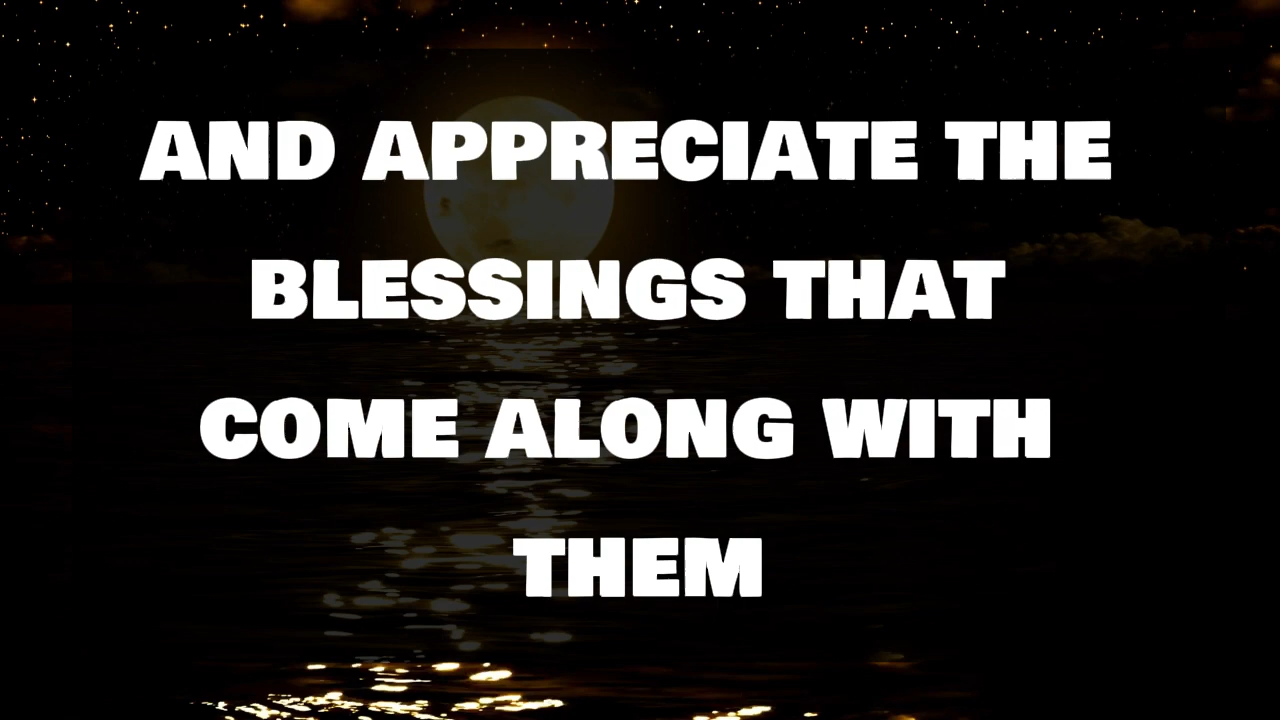 AND APPRECIATE THE
BLESSINGS THAT
COME ALONG WITH
THEM